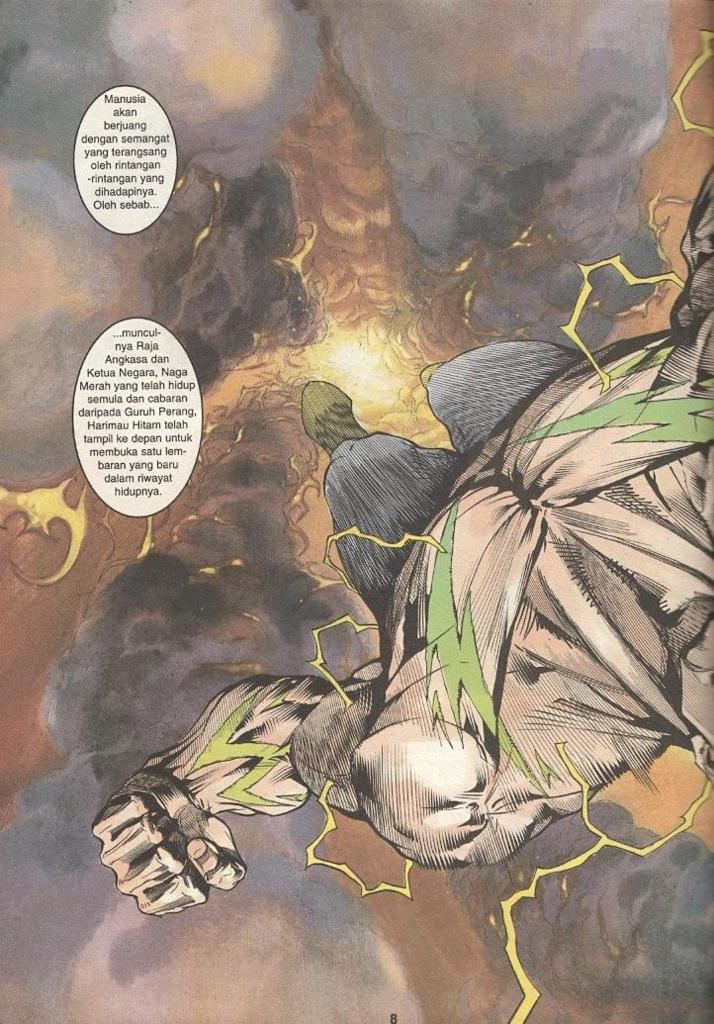 Manusia
akan
berjuang
dengan semangat
yang terangsang
oleh rintangan
-rintangan yang
dihadapinya.
Oleh sebab...
...muncul-
nya Raja
Angkasa dan
Ketua Negara, Naga
Merah yang telah hidup
semula dan cabaran
daripada Guruh Perang,
Harimau Hitam telah
tampil ke depan untuk
membuka satu lem-
baran yang baru
dalam riwayat
hidupnya.
8